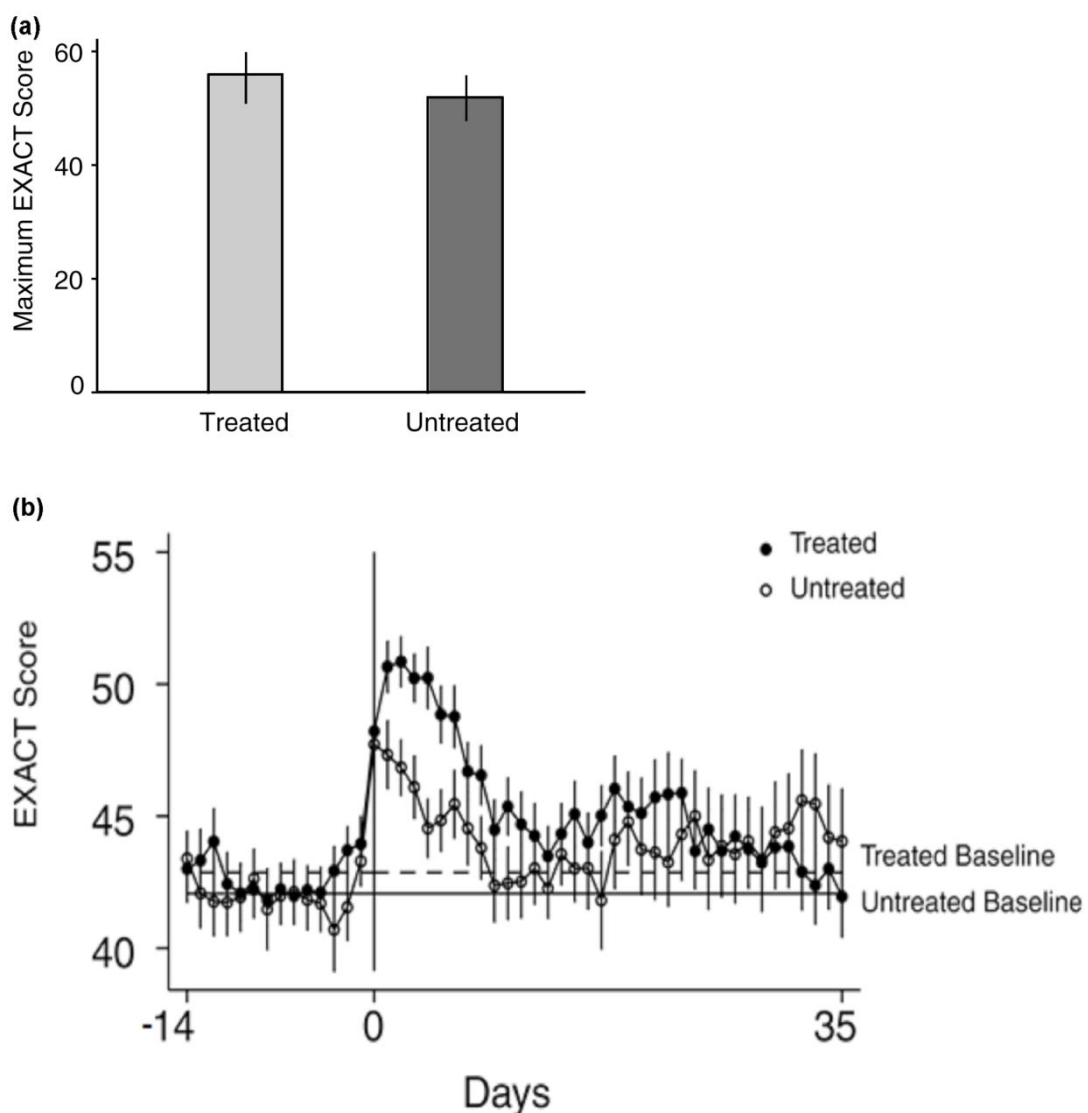 (a)
Maximum EXACT Score
60
40
20
0
Treated
Untreated
(b)
EXACT Score
55
50
45
40
Treated
Untreated
Treated Baseline
Untreated Baseline
-14
0
35
Days